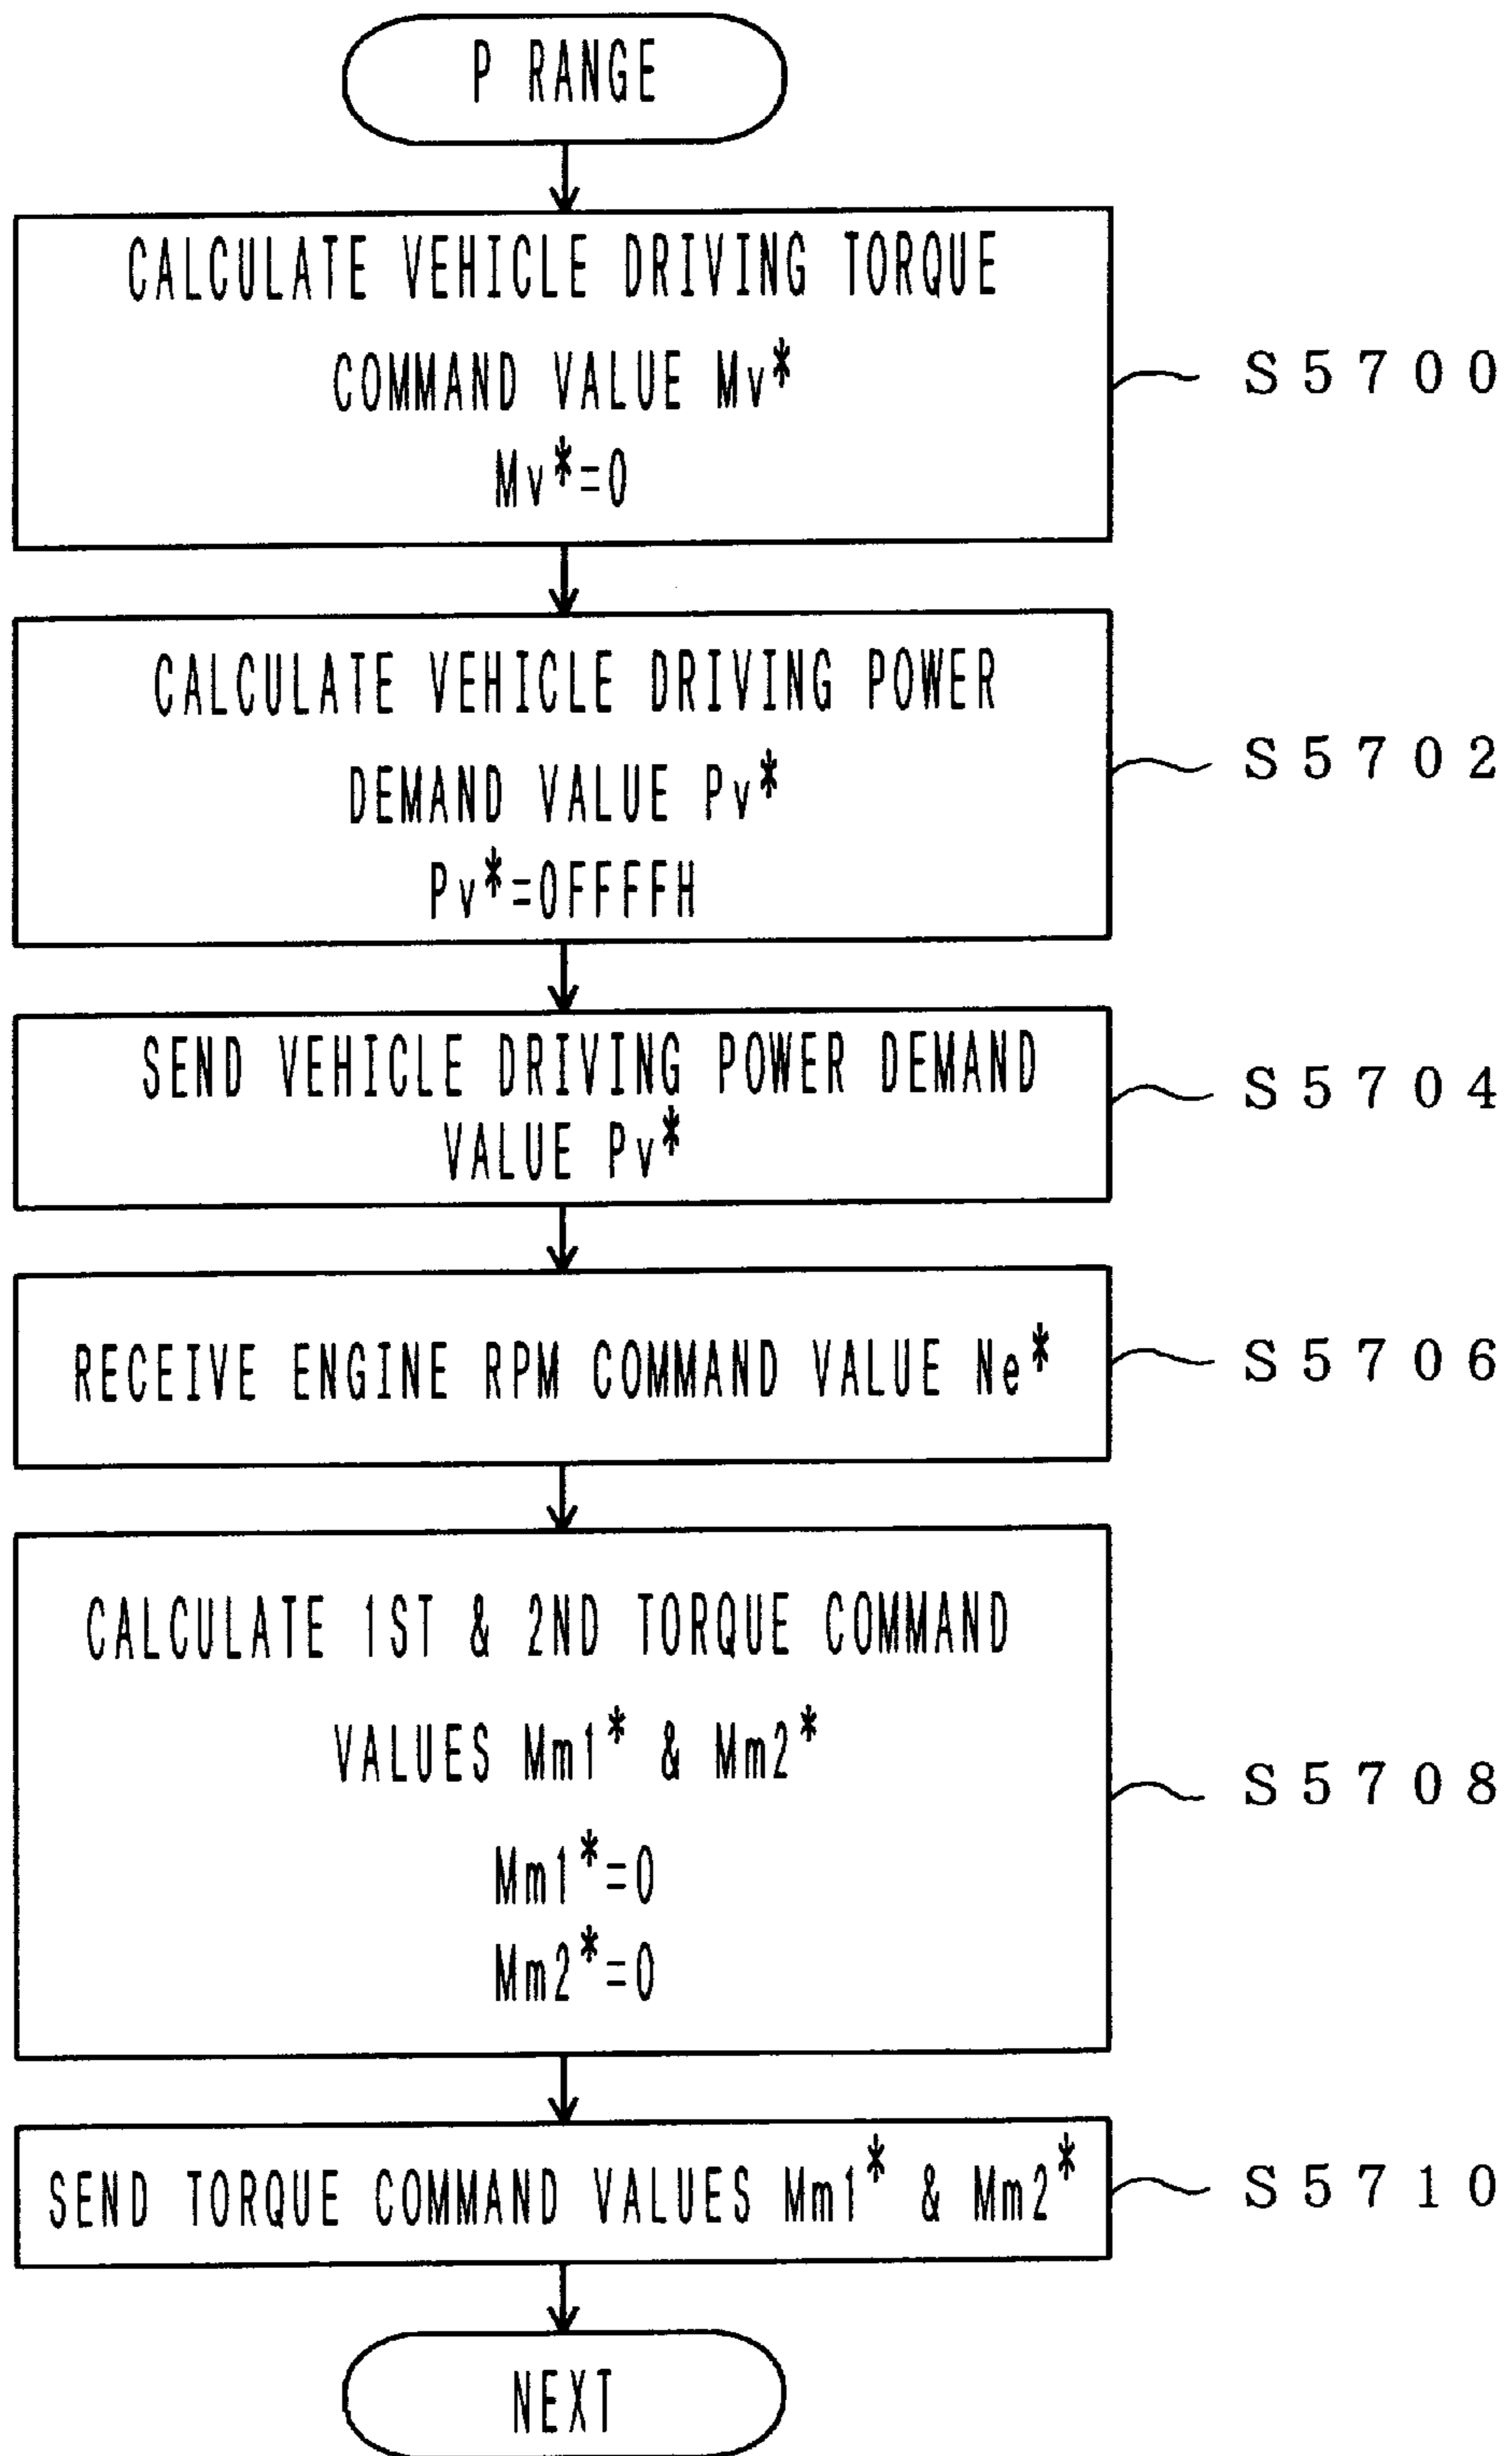 P RANGE
CALCULATE VEHICLE DRIVING TORQUE
COMMAND VALUE Mv*
Mv*=0
S5700
CALCULATE VEHICLE DRIVING POWER
DEMAND VALUE Pv*
Pv*=0FFFFH
S5702
SEND VEHICLE DRIVING POWER DEMAND
VALUE Pv*
S5704
RECEIVE ENGINE RPM COMMAND VALUE Ne*
S5706
CALCULATE 1ST & 2ND TORQUE COMMAND
VALUES Mm1* & Mm2*
Mm1*=0
Mm2*=0
S5708
SEND TORQUE COMMAND VALUES Mm1* & Mm2*
S5710
NEXT